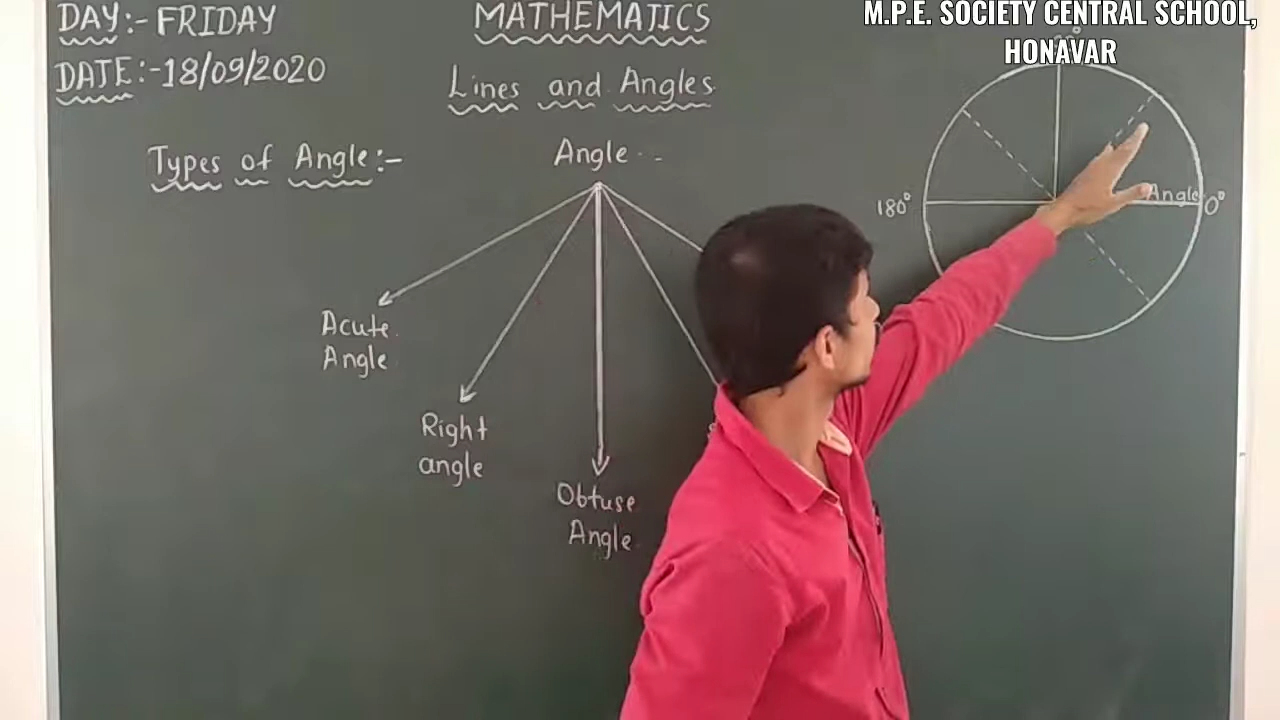 DAY:- FRIDAY
DATE:-18/09/2020
MATHEMATICS
Lines and Angles
M.P.E. SOCIETY CENTRAL SCHOOL,
HONAVAR
Types of Angle:-
Angle
Acute
Angle
Right
angle
Obtuse
Angle
180°
Angle
0°